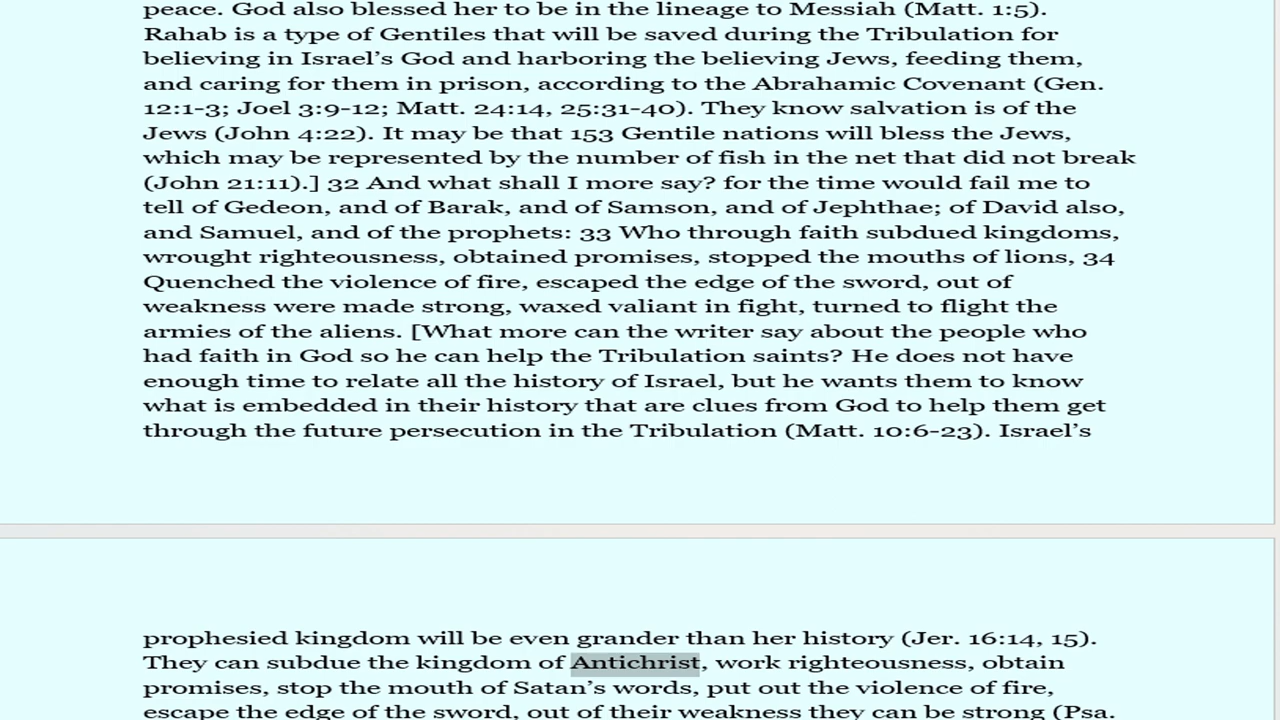 peace. God also blessed her to be in the lineage to Messiah (Matt. 1:5).
Rahab is a type of Gentiles that will be saved during the Tribulation for
believing in Israel’s God and harboring the believing Jews, feeding them,
and caring for them in prison, according to the Abrahamic Covenant (Gen.
12:1-3; Joel 3:9-12; Matt. 24:14, 25:31-40). They know salvation is of the
Jews (John 4:22). It may be that 153 Gentile nations will bless the Jews,
which may be represented by the number of fish in the net that did not break
(John 21:11).] 32 And what shall I more say? for the time would fail me to
tell of Gedeon, and of Barak, and of Samson, and of Jephthae; of David also,
and Samuel, and of the prophets: 33 Who through faith subdued kingdoms,
wrought righteousness, obtained promises, stopped the mouths of lions, 34
Quenched the violence of fire, escaped the edge of the sword, out of
weakness were made strong, waxed valiant in fight, turned to flight the
armies of the aliens. [What more can the writer say about the people who
had faith in God so he can help the Tribulation saints? He does not have
enough time to relate all the history of Israel, but he wants them to know
what is embedded in their history that are clues from God to help them get
through the future persecution in the Tribulation (Matt. 10:6-23). Israel’s
prophesied kingdom will be even grander than her history (Jer. 16:14, 15).
They can subdue the kingdom of Antichrist, work righteousness, obtain
promises, stop the mouth of Satan’s words, put out the violence of fire,
escape the edge of the sword, out of their weakness they can be strong (Psa.